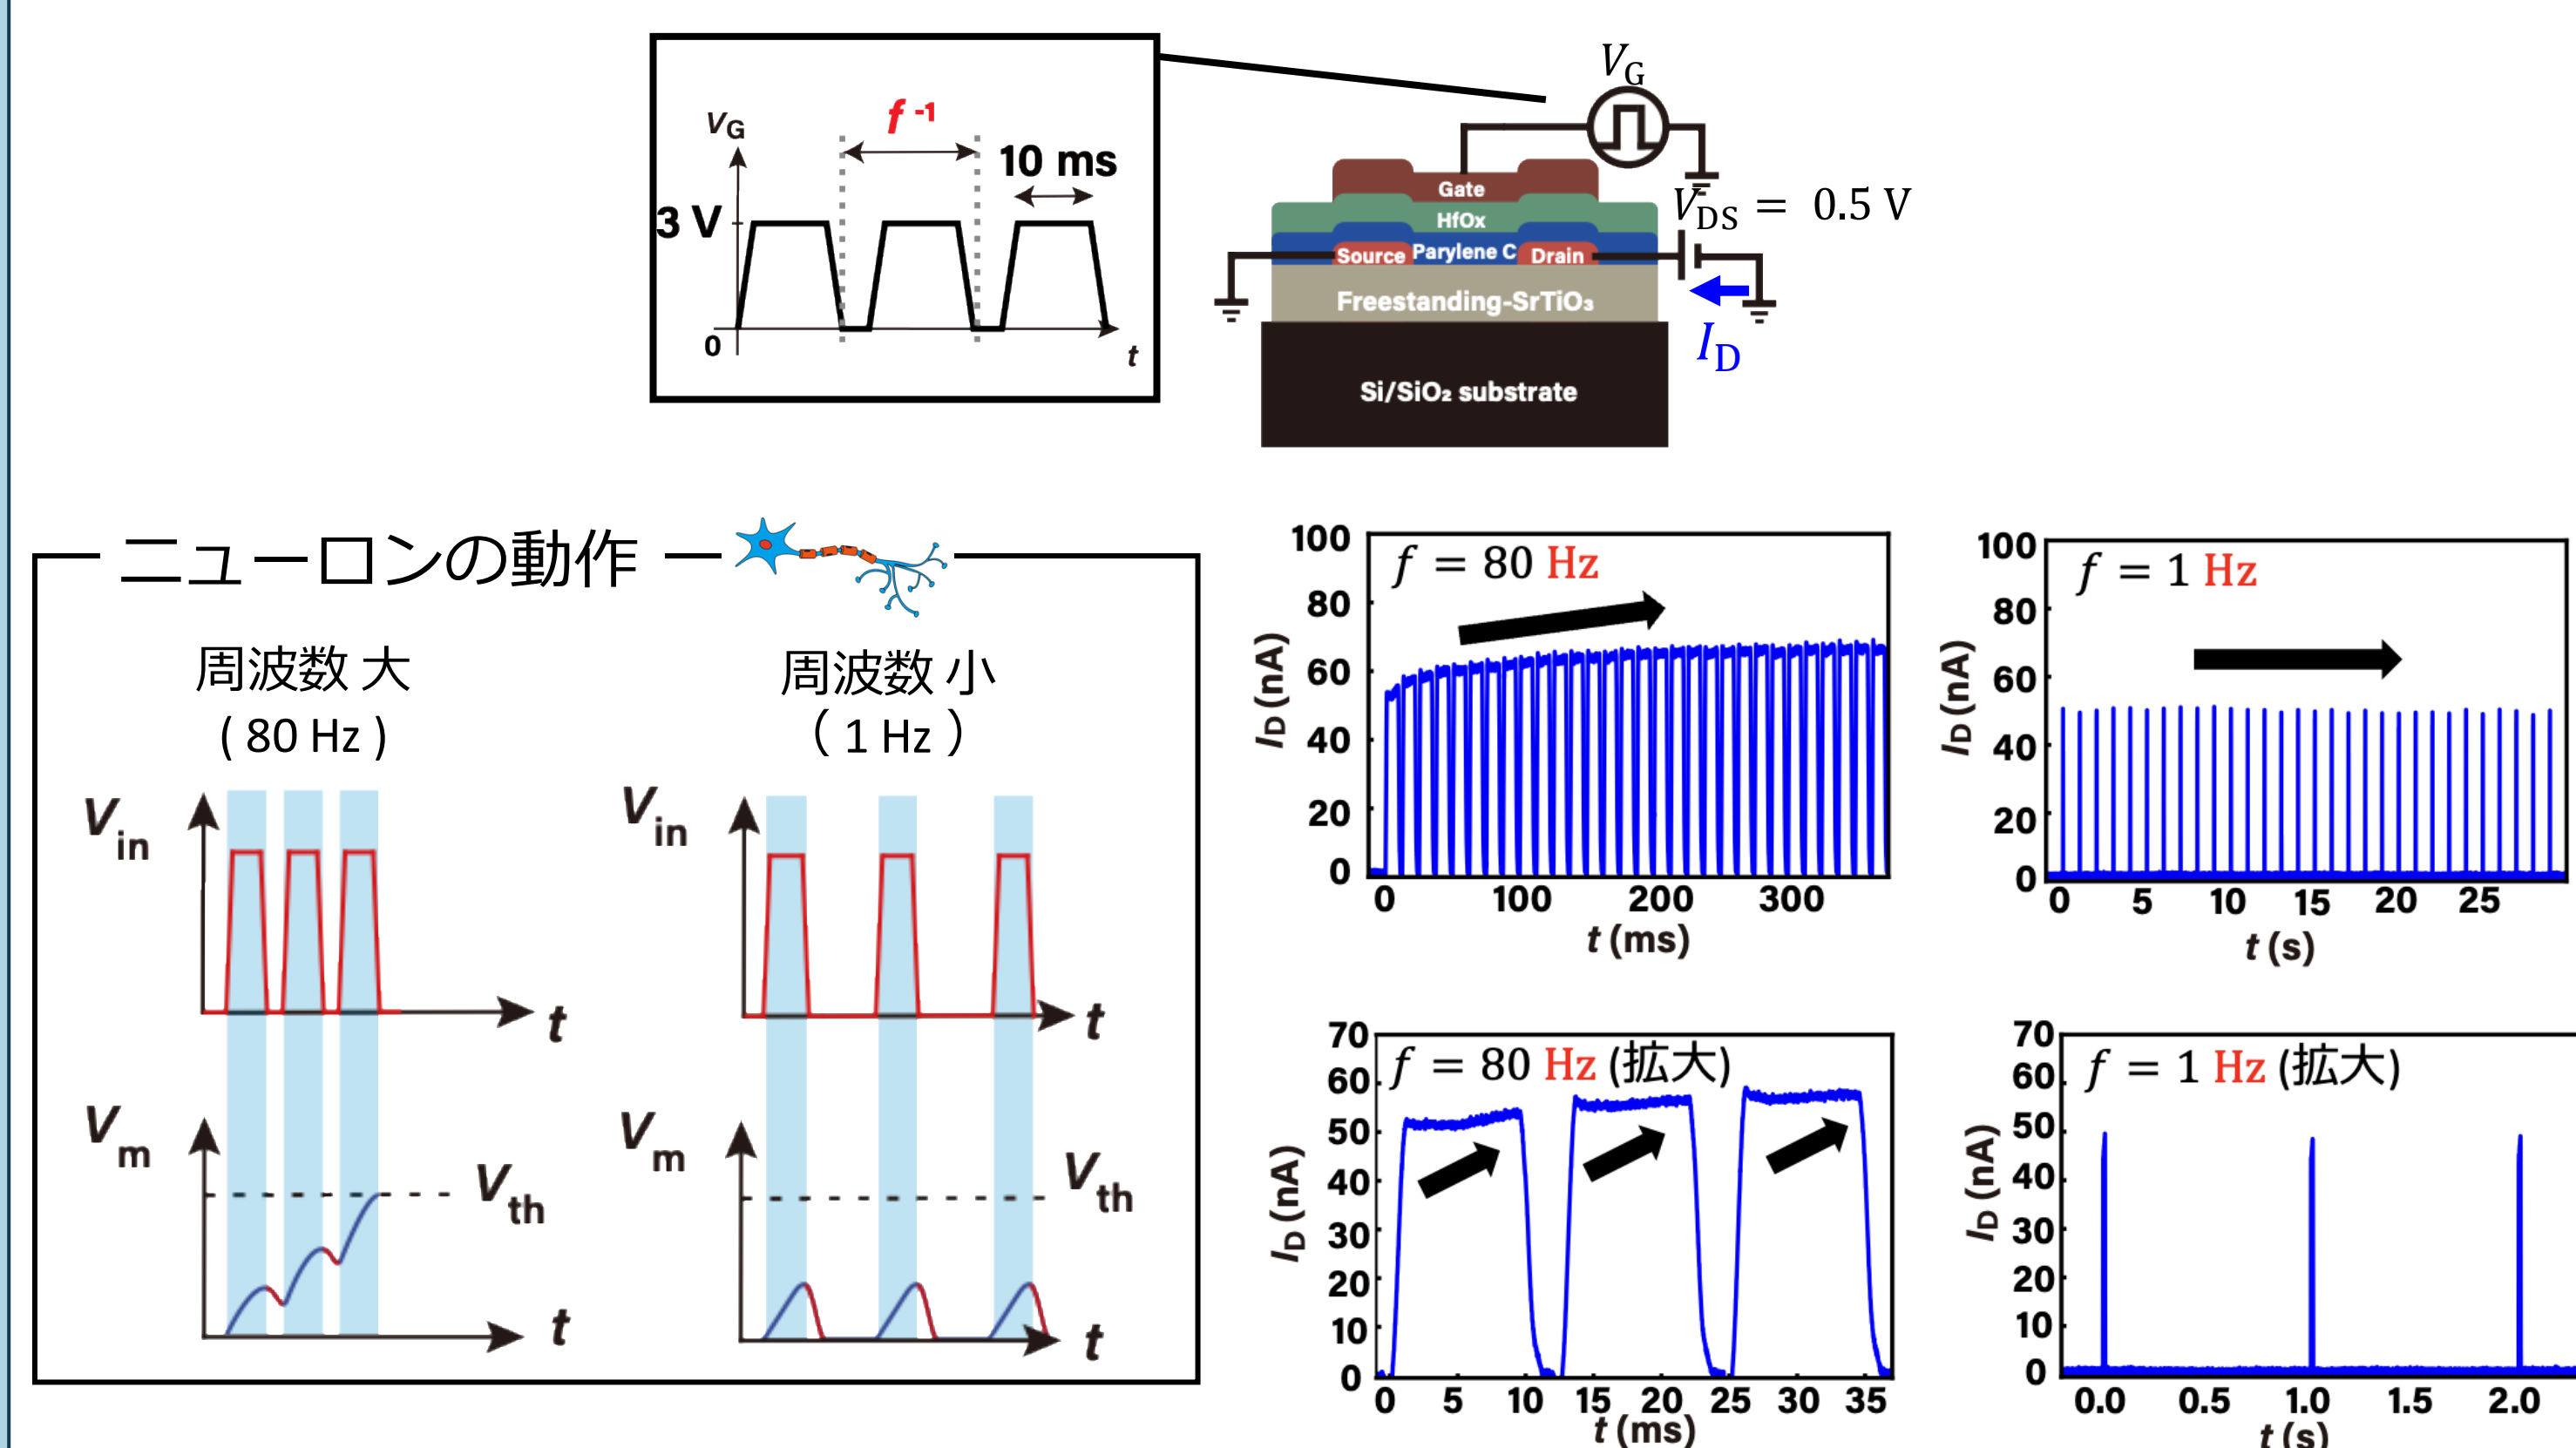 V_G
f ⁻¹
10 ms
3 V
0
t
V_G
Gate
HfOx
Source Parylene C Drain
Freestanding-SrTiO₃
Si/SiO₂ substrate
V_DS = 0.5 V
I_D
ニューロンの動作
周波数 大
( 80 Hz )
周波数 小
( 1 Hz )
V_in
t
V_m
V_th
t
V_in
t
V_m
V_th
t
f = 80 Hz
100
80
60
40
20
0
I_D (nA)
0 100 200 300
t (ms)
f = 1 Hz
100
80
60
40
20
0
I_D (nA)
0 5 10 15 20 25
t (s)
f = 80 Hz (拡大)
70
60
50
40
30
20
10
0
I_D (nA)
0 5 10 15 20 25 30 35
t (ms)
f = 1 Hz (拡大)
70
60
50
40
30
20
10
0
I_D (nA)
0.0 0.5 1.0 1.5 2.0
t (s)